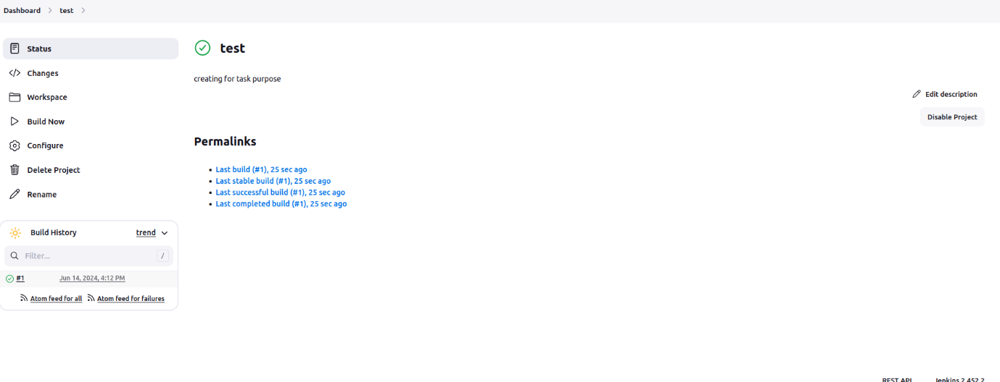 Dashboard > test >
Status
Changes
Workspace
Build Now
Configure
Delete Project
Rename
Build History trend
Filter... /
#1 Jun 14, 2024, 4:12 PM
Atom feed for all Atom feed for failures
test
creating for task purpose
Edit description
Disable Project
Permalinks
• Last build (#1), 25 sec ago
• Last stable build (#1), 25 sec ago
• Last successful build (#1), 25 sec ago
• Last completed build (#1), 25 sec ago
REST API Jenkins 2.452.2